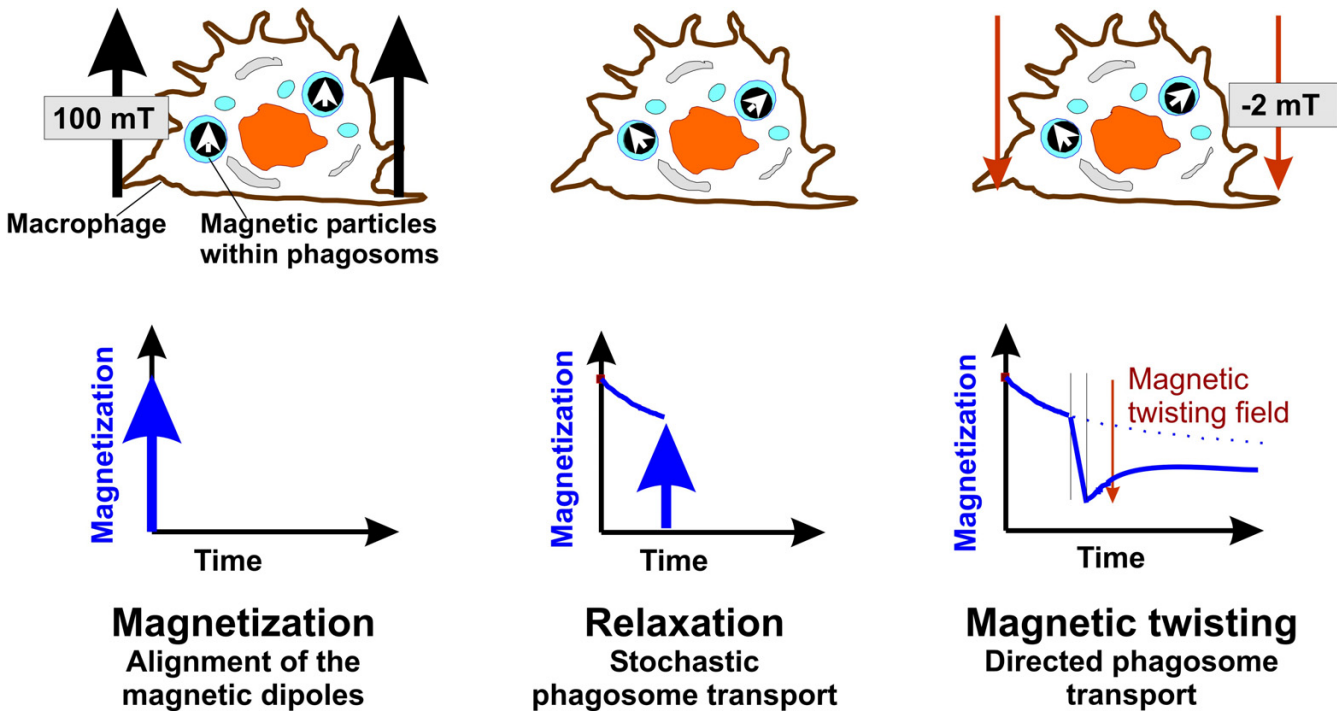 100 mT
-2 mT
Macrophage
Magnetic particles
within phagosoms
Magnetization
Time
Magnetization
Time
Magnetization
Magnetic
twisting field
Time
Magnetization
Alignment of the
magnetic dipoles
Relaxation
Stochastic
phagosome transport
Magnetic twisting
Directed phagosome
transport